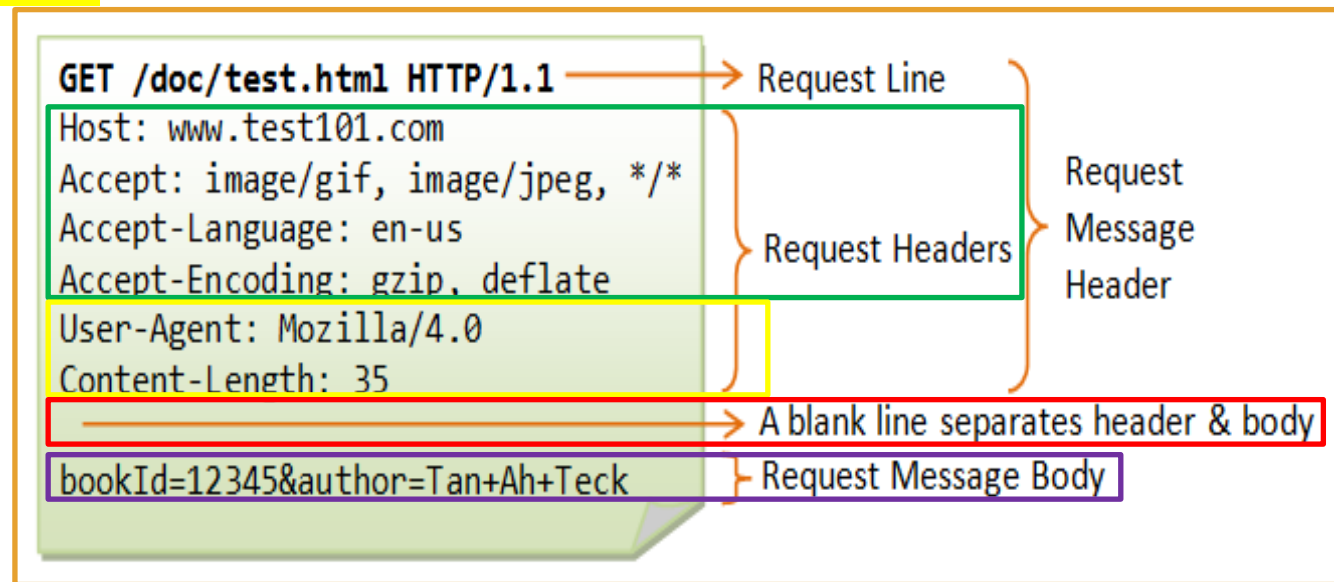 GET /doc/test.html HTTP/1.1
Request Line
Host: www.test101.com
Accept: image/gif, image/jpeg, */*
Accept-Language: en-us
Accept-Encoding: gzip, deflate
User-Agent: Mozilla/4.0
Content-Length: 35
Request Headers
Request
Message
Header
A blank line separates header & body
bookId=12345&author=Tan+Ah+Teck
Request Message Body